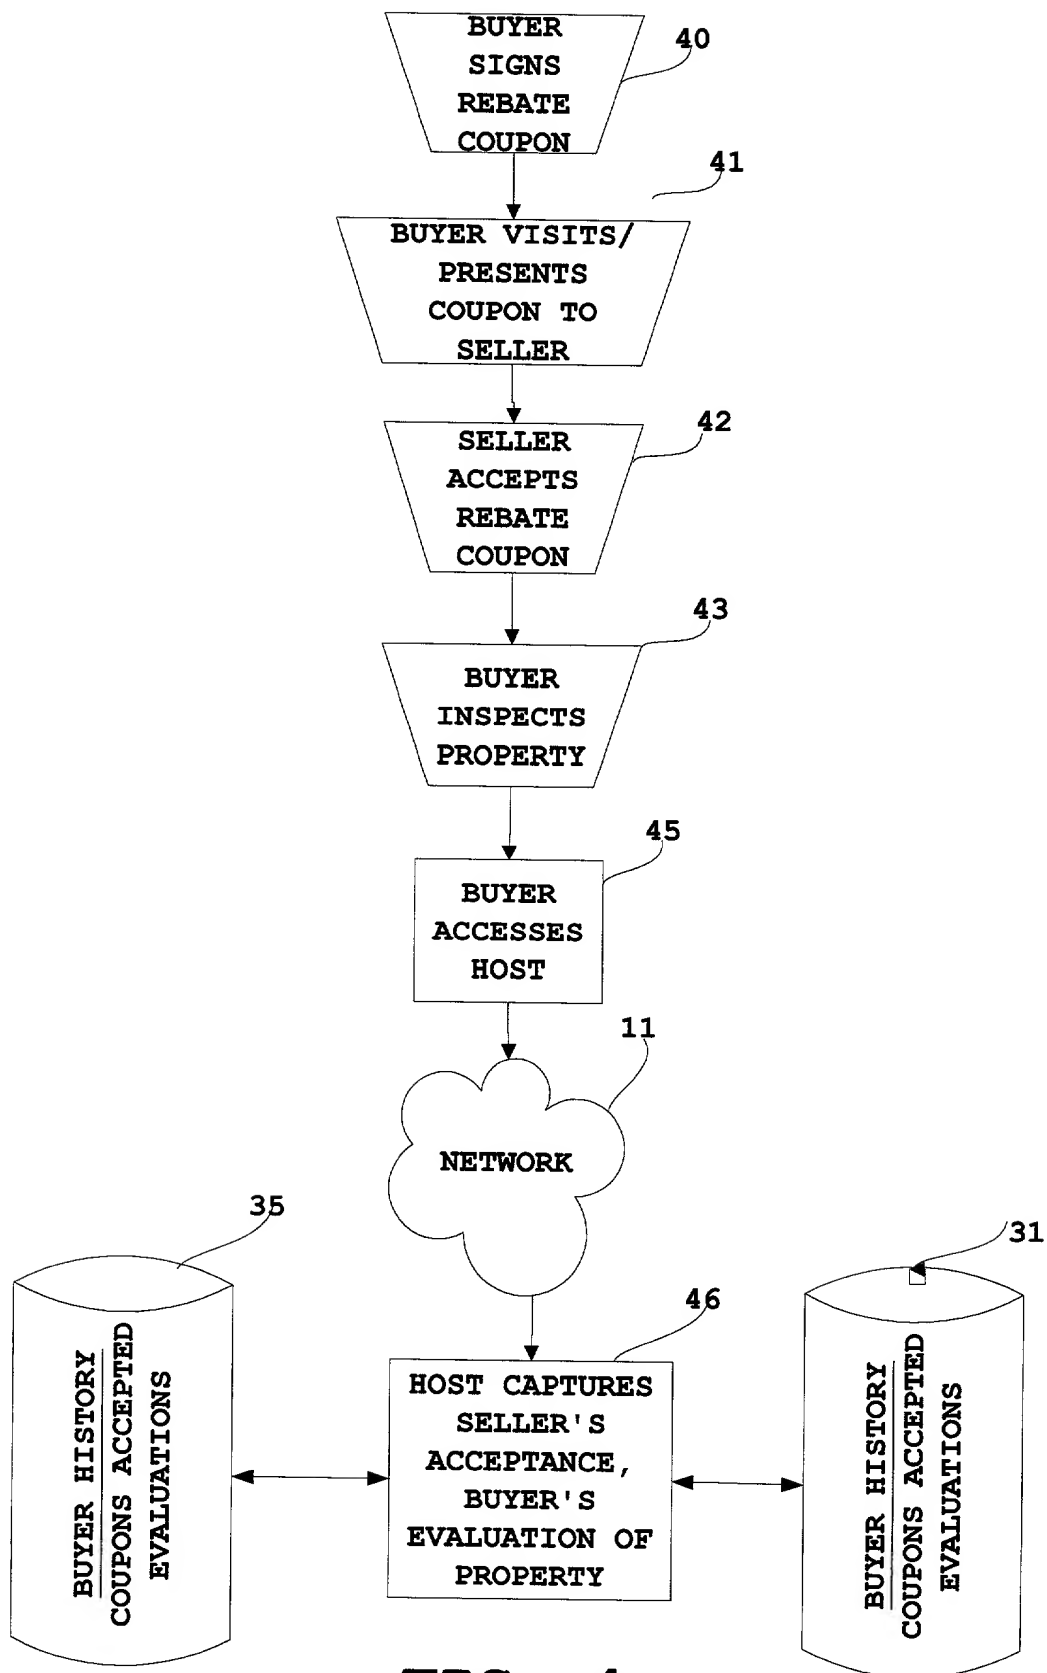 BUYER
SIGNS
REBATE
COUPON
40
41
BUYER VISITS/
PRESENTS
COUPON TO
SELLER
42
SELLER
ACCEPTS
REBATE
COUPON
43
BUYER
INSPECTS
PROPERTY
45
BUYER
ACCESSES
HOST
11
NETWORK
35
BUYER HISTORY
COUPONS ACCEPTED
EVALUATIONS
46
HOST CAPTURES
SELLER'S
ACCEPTANCE,
BUYER'S
EVALUATION OF
PROPERTY
31
BUYER HISTORY
COUPONS ACCEPTED
EVALUATIONS